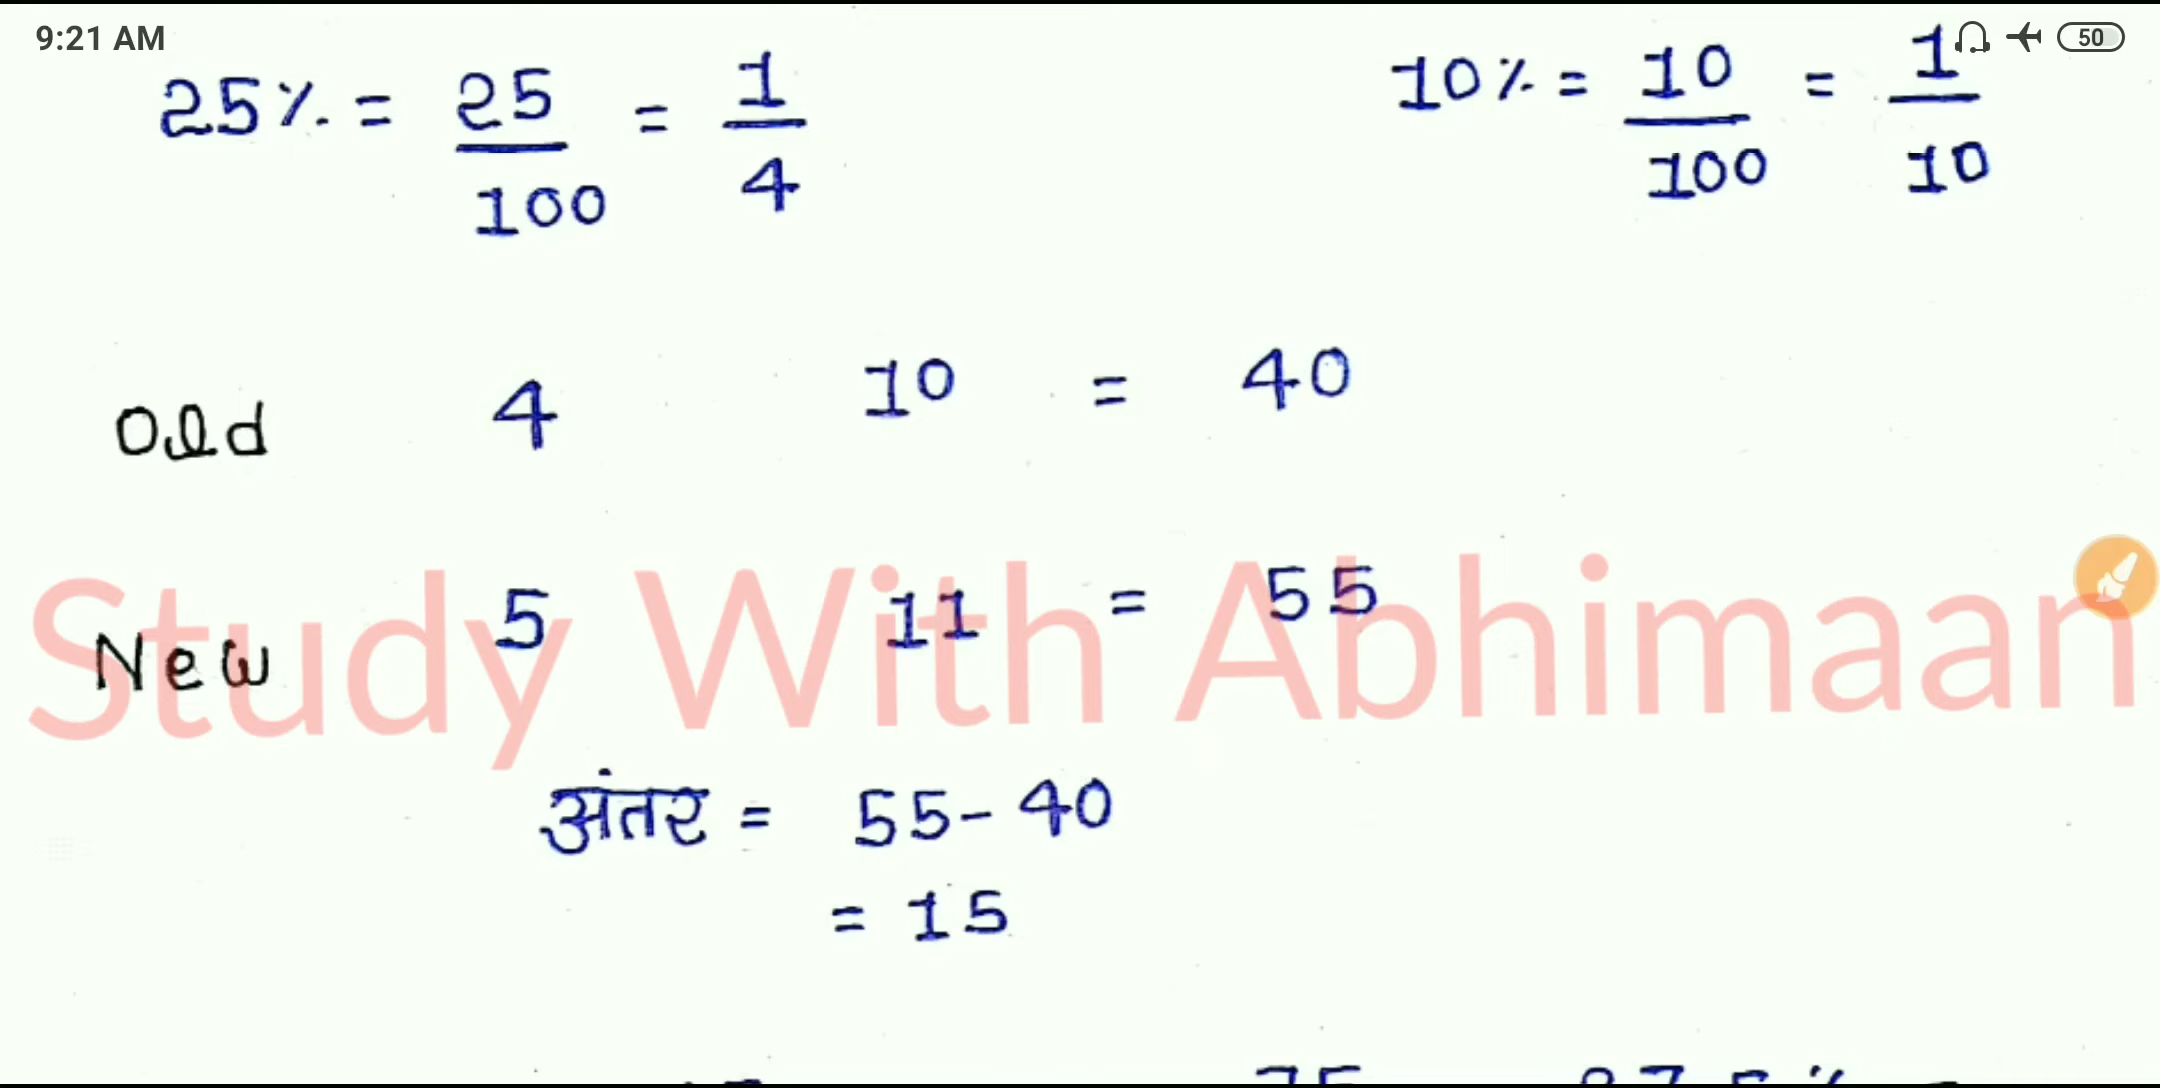 9:21 AM
50
25% = 25/100 = 1/4
10% = 10/100 = 1/10
Old 4 10 = 40
New 5 11 = 55
Study With Abhimaan
अंतर = 55-40
= 15